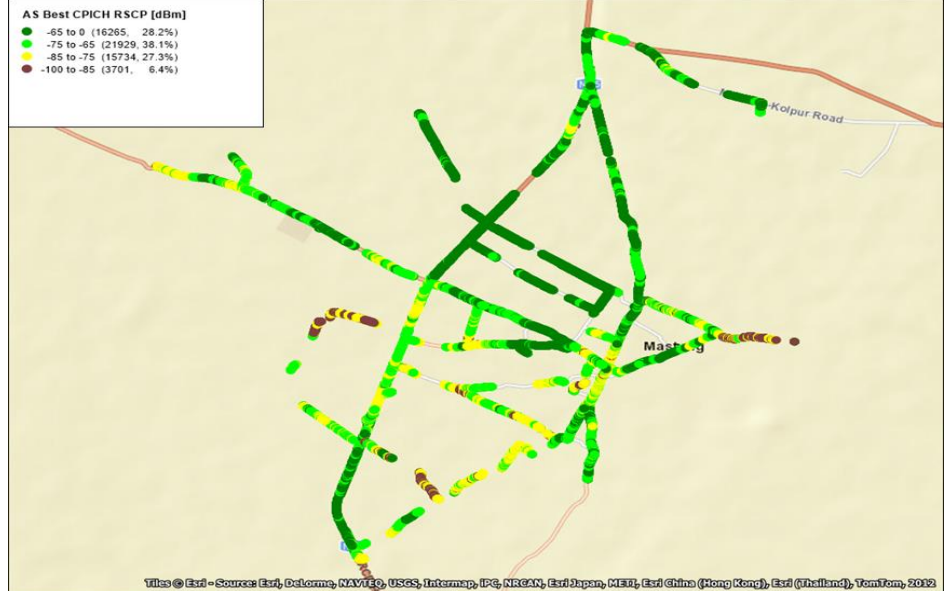 AS Best CPICH RSCP [dBm]
-65 to 0 (16265, 28.2%)
-75 to -65 (21929, 38.1%)
-85 to -75 (15734, 27.3%)
-100 to -85 (3701, 6.4%)
Kolpur Road
Tiles © Esri - Source: Esri, DeLorme, NAVTEQ, USGS, Intermap, iPC, NRCAN, Esri Japan, METI, Esri China (Hong Kong), Esri (Thailand), TomTom, 2012